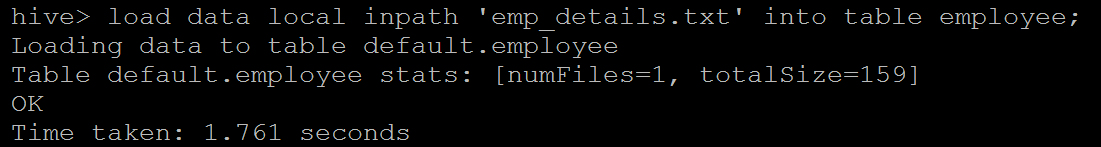 hive> load data local inpath 'emp_details.txt' into table employee;
Loading data to table default.employee
Table default.employee stats: [numFiles=1, totalSize=159]
OK
Time taken: 1.761 seconds